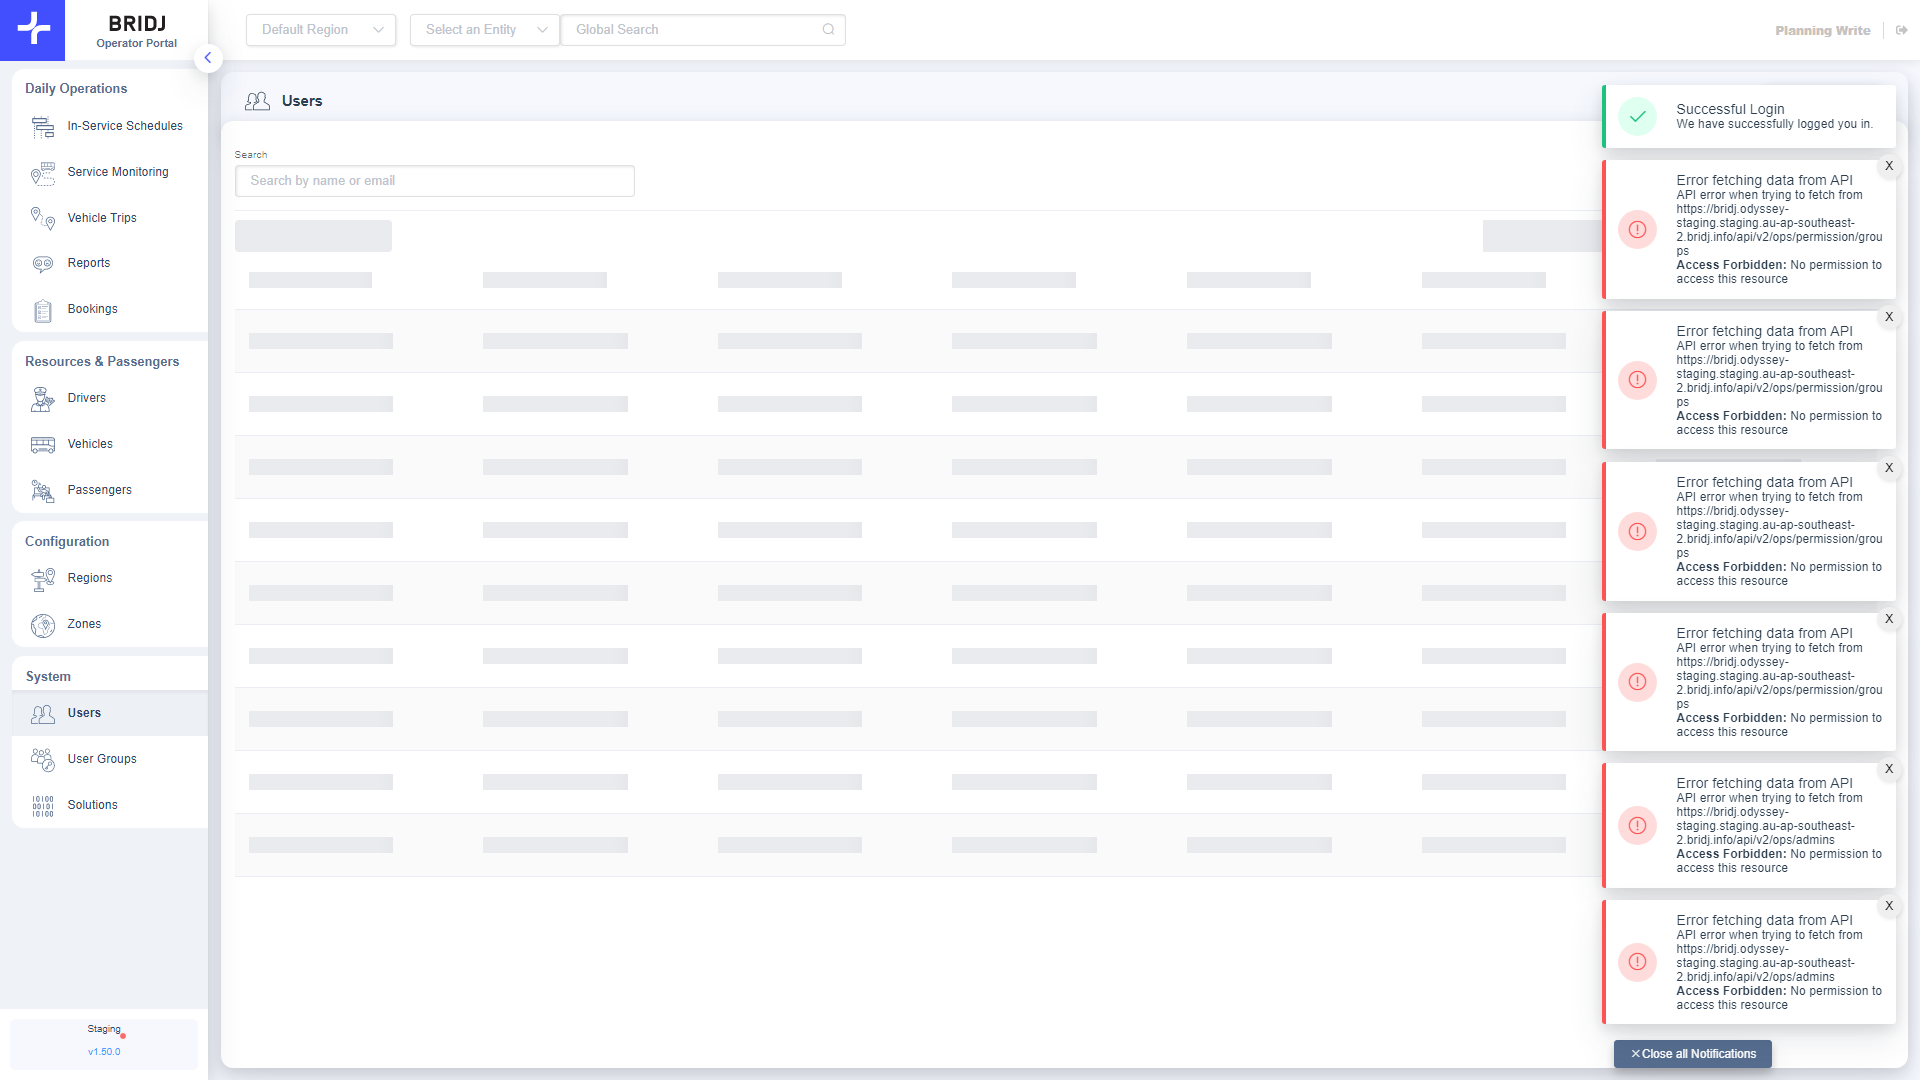 BRIDJ
Operator Portal
Default Region
Select an Entity
Global Search
Planning Write
Daily Operations
In-Service Schedules
Service Monitoring
Vehicle Trips
Reports
Bookings
Resources & Passengers
Drivers
Vehicles
Passengers
Configuration
Regions
Zones
System
Users
User Groups
10100
00101
10100
Solutions
Staging
v1.50.0
Users
Search
Search by name or email
Successful Login
We have successfully logged you in.
X
Error fetching data from API
API error when trying to fetch from
https://bridj.odyssey-
staging.staging.au-ap-southeast-
2.bridj.info/api/v2/ops/permission/grou
ps
Access Forbidden: No permission to
access this resource
X
Error fetching data from API
API error when trying to fetch from
https://bridj.odyssey-
staging.staging.au-ap-southeast-
2.bridj.info/api/v2/ops/permission/grou
ps
Access Forbidden: No permission to
access this resource
X
Error fetching data from API
API error when trying to fetch from
https://bridj.odyssey-
staging.staging.au-ap-southeast-
2.bridj.info/api/v2/ops/permission/grou
ps
Access Forbidden: No permission to
access this resource
X
Error fetching data from API
API error when trying to fetch from
https://bridj.odyssey-
staging.staging.au-ap-southeast-
2.bridj.info/api/v2/ops/permission/grou
ps
Access Forbidden: No permission to
access this resource
X
Error fetching data from API
API error when trying to fetch from
https://bridj.odyssey-
staging.staging.au-ap-southeast-
2.bridj.info/api/v2/ops/admins
Access Forbidden: No permission to
access this resource
X
Error fetching data from API
API error when trying to fetch from
https://bridj.odyssey-
staging.staging.au-ap-southeast-
2.bridj.info/api/v2/ops/admins
Access Forbidden: No permission to
access this resource
×Close all Notifications